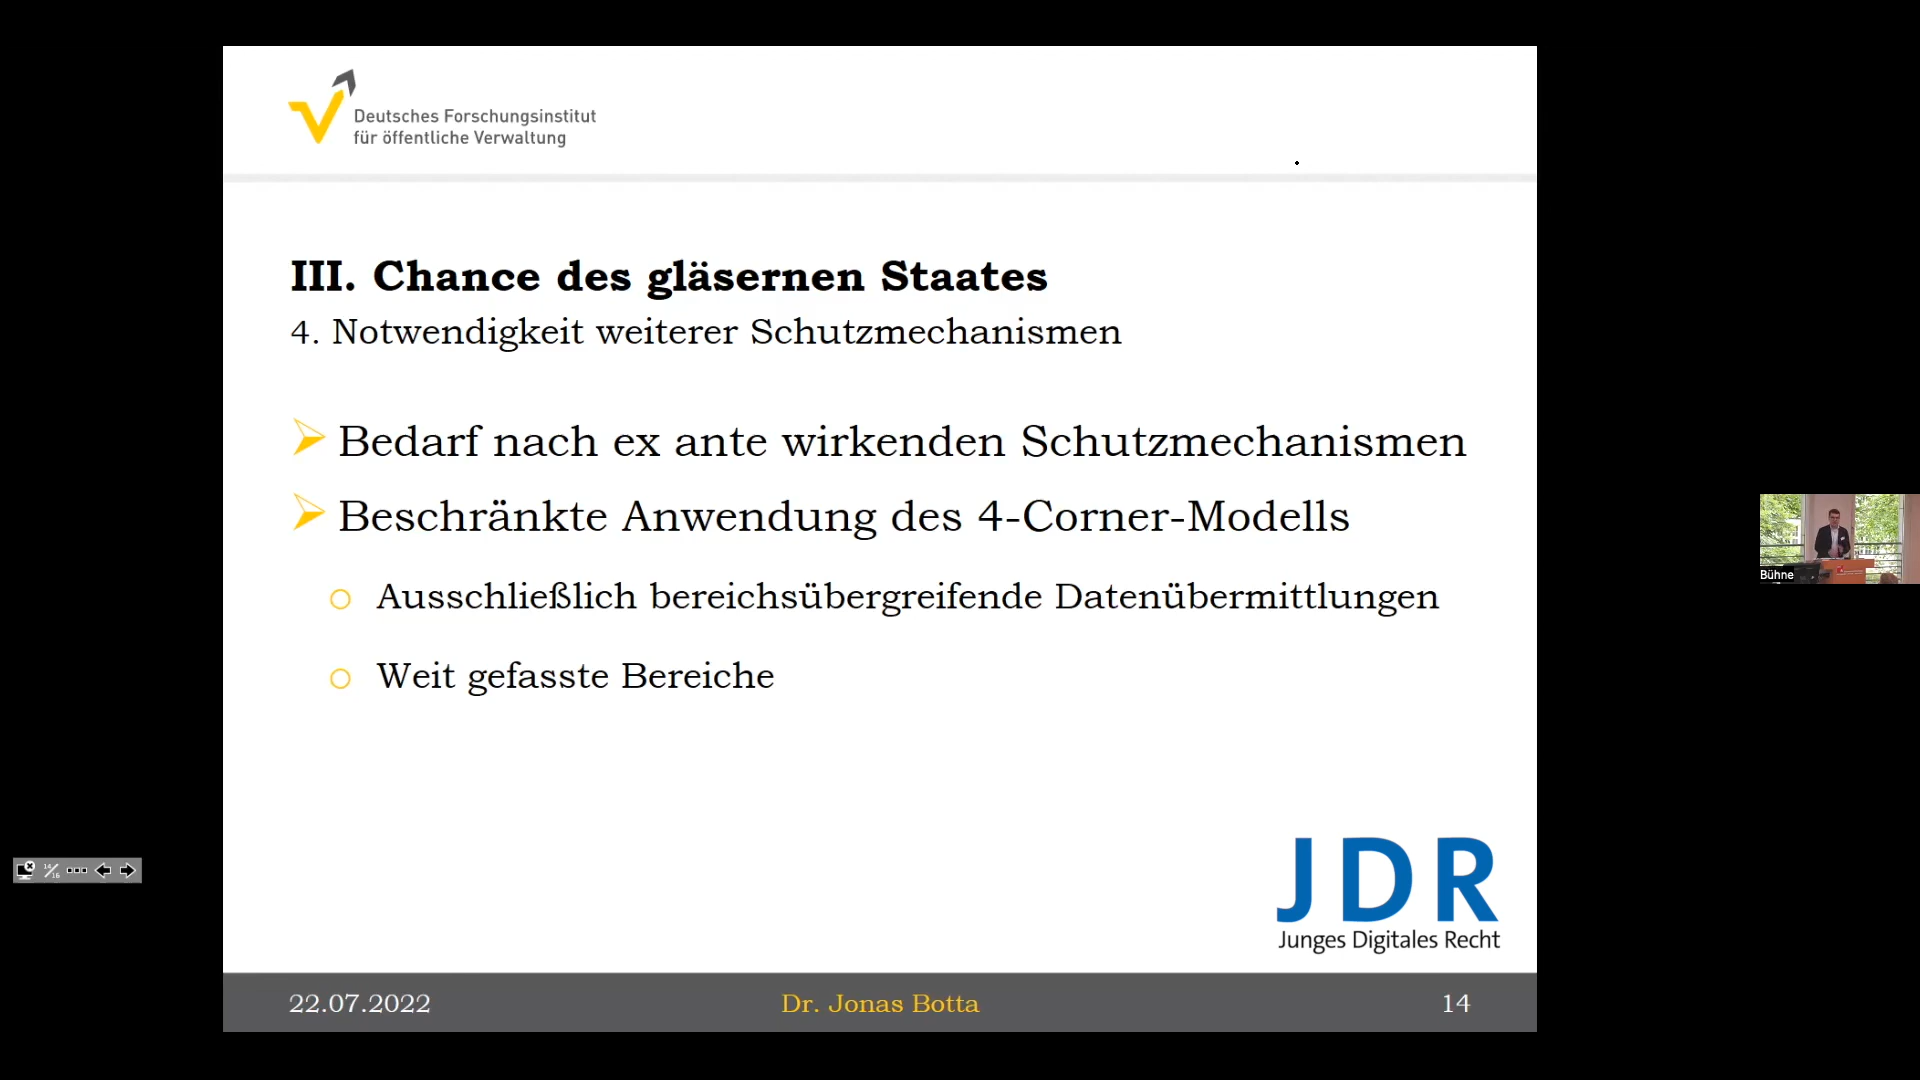 Deutsches Forschungsinstitut
für öffentliche Verwaltung
III. Chance des gläsernen Staates
4. Notwendigkeit weiterer Schutzmechanismen
Bedarf nach ex ante wirkenden Schutzmechanismen
Beschränkte Anwendung des 4-Corner-Modells
Ausschließlich bereichsübergreifende Datenübermittlungen
Weit gefasste Bereiche
Bühne
14/16
JDR
Junges Digitales Recht
22.07.2022
Dr. Jonas Botta
14